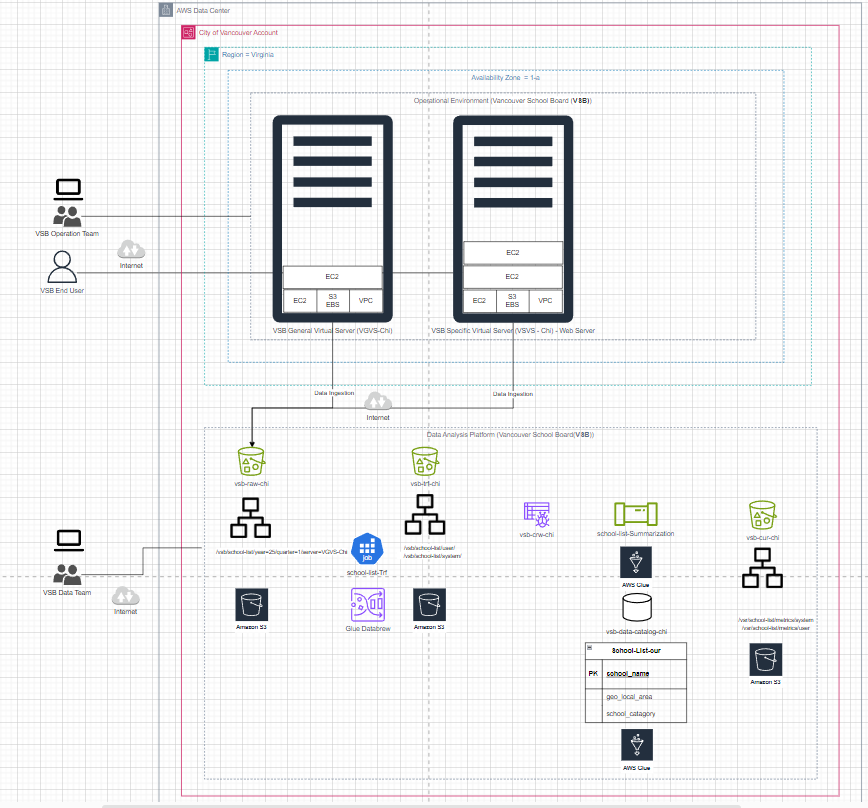 AWS Data Center
City of Vancouver Account
Region = Virginia
Availability Zone = 1-a
Operational Environment (Vancouver School Board (VSB))
VSB Operation Team
Internet
VSB End User
EC2
EC2
S3
EBS
VPC
EC2
EC2
EC2
S3
EBS
VPC
VSB General Virtual Server (VGVS-Chi)
VSB Specific Virtual Server (VSVS - Chi) - Web Server
Data Ingestion
Data Ingestion
Internet
Data Analysis Platform (Vancouver School Board(VSB))
vsb-raw-chi
vsb-trf-chi
vsb-crw-chi
school-list-Summarization
vsb-cur-chi
/vsb/school-list/year=25/quarter=1/server=VGVS-Chi
job
school-list-Trf
/vsb/school-list/user/
/vsb/school-list/system/
AWS Glue
VSB Data Team
Internet
Amazon S3
Glue Databrew
Amazon S3
vsb-data-catalog-chi
/var/school-list/metrics/system
/var/school-list/metrics/user
School-List-cur
PK
school_name
geo_local_area
school_catagory
Amazon S3
AWS Glue